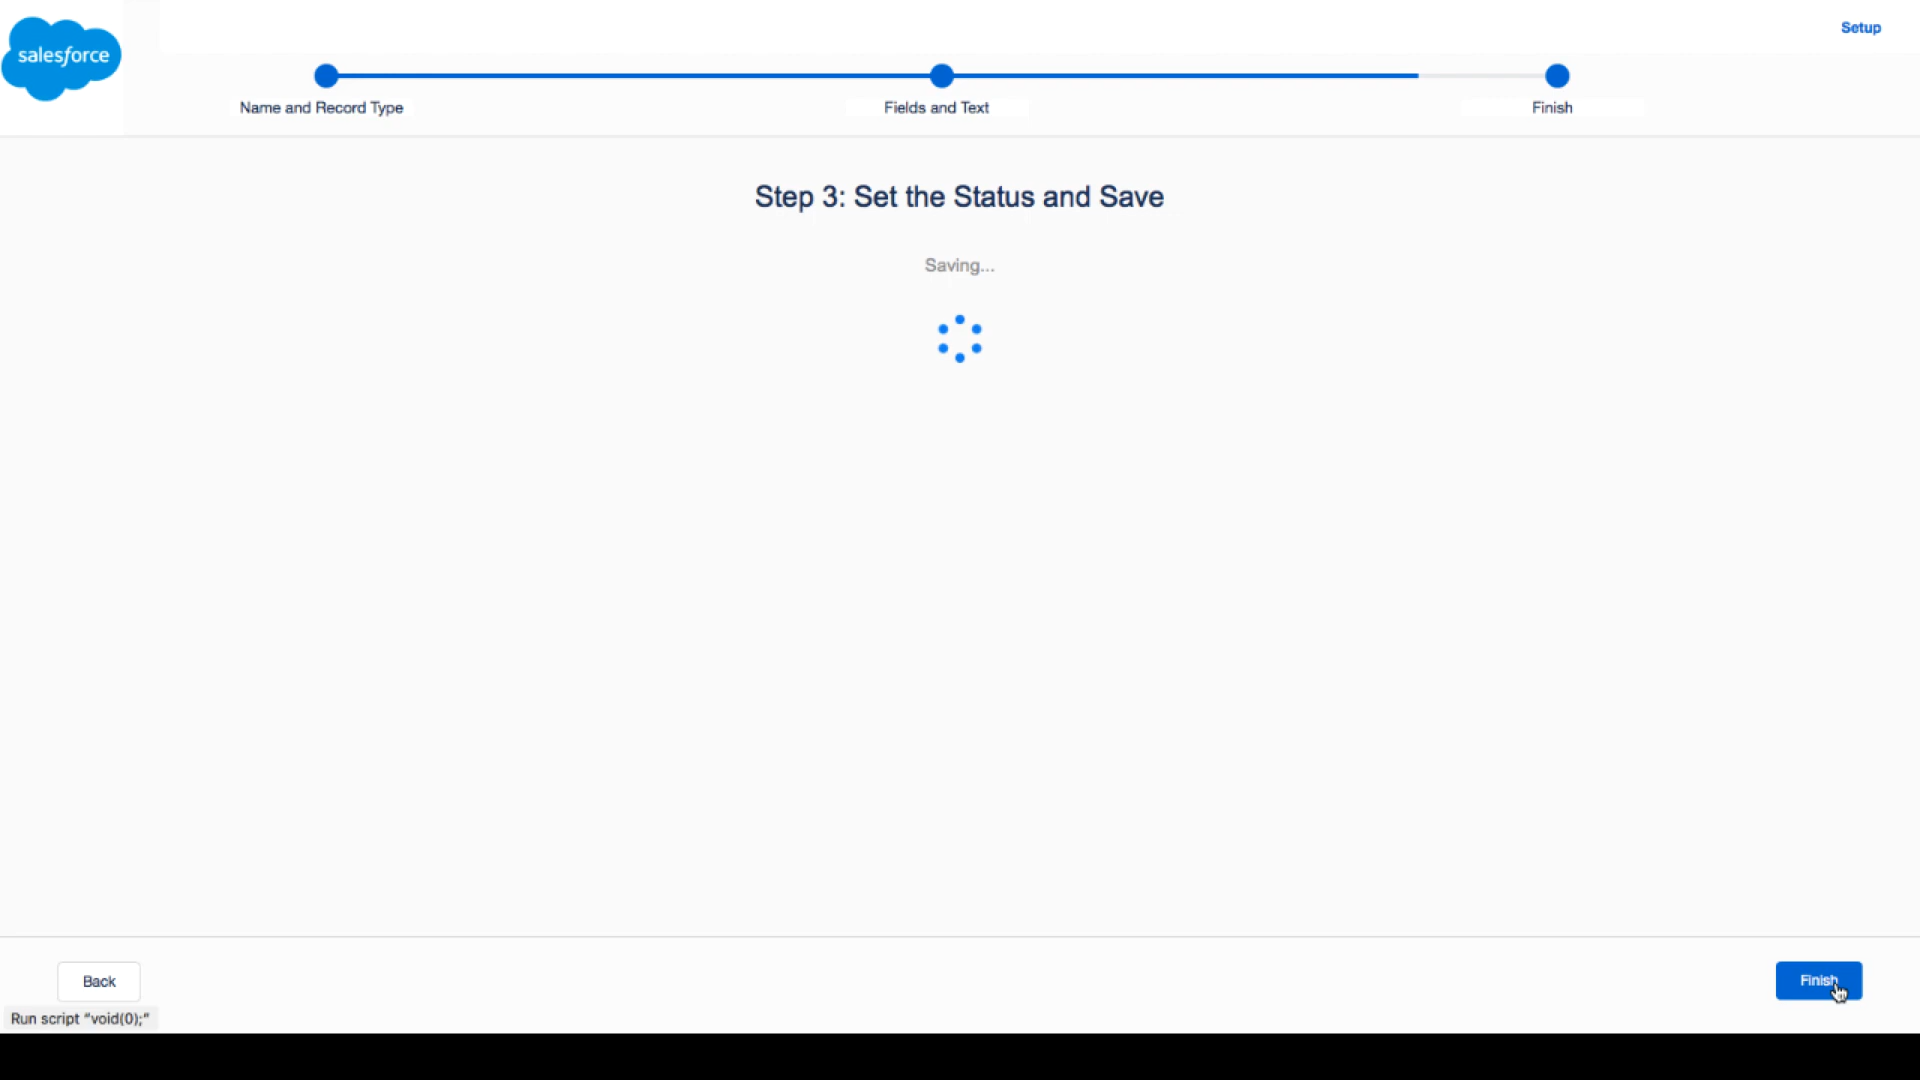 salesforce
Setup
Name and Record Type
Fields and Text
Finish
Step 3: Set the Status and Save
Saving...
Back
Finish
Run script "void(0);"